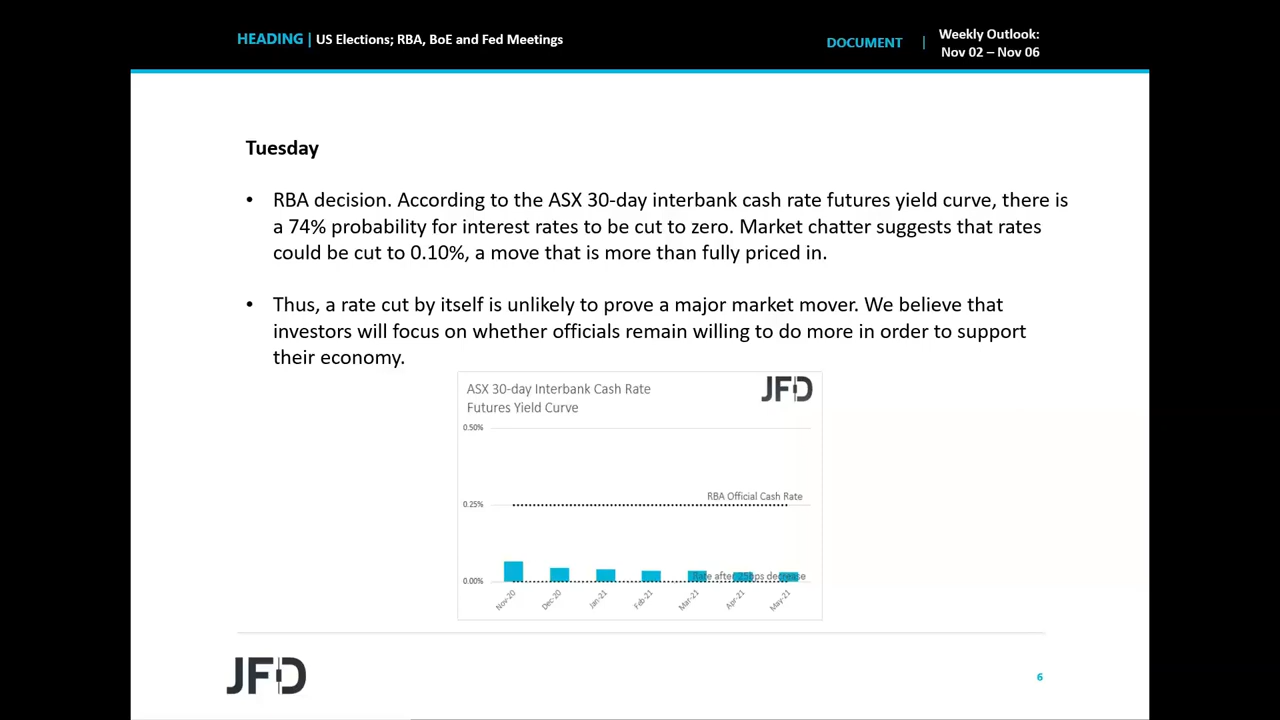 HEADING | US Elections; RBA, BoE and Fed Meetings
DOCUMENT | Weekly Outlook:
Nov 02 – Nov 06
Tuesday
• RBA decision. According to the ASX 30-day interbank cash rate futures yield curve, there is
a 74% probability for interest rates to be cut to zero. Market chatter suggests that rates
could be cut to 0.10%, a move that is more than fully priced in.
• Thus, a rate cut by itself is unlikely to prove a major market mover. We believe that
investors will focus on whether officials remain willing to do more in order to support
their economy.
ASX 30-day Interbank Cash Rate
Futures Yield Curve
JFD
0.50%
RBA Official Cash Rate
0.25%
Rate after 25bps decrease
0.00%
Nov-20 Dec-20 Jan-21 Feb-21 Mar-21 Apr-21 May-21
JFD
6